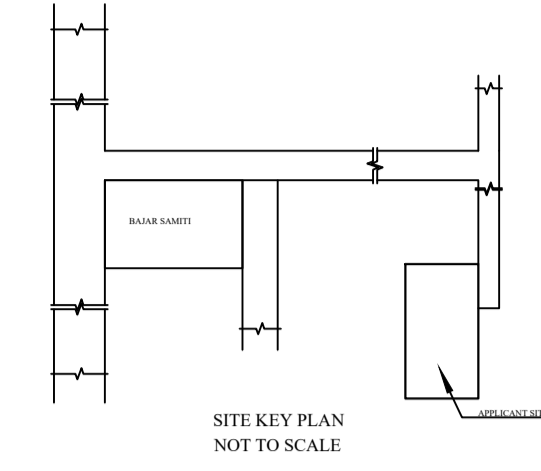 BAJAR SAMITI
APPLICANT SIT
SITE KEY PLAN
NOT TO SCALE